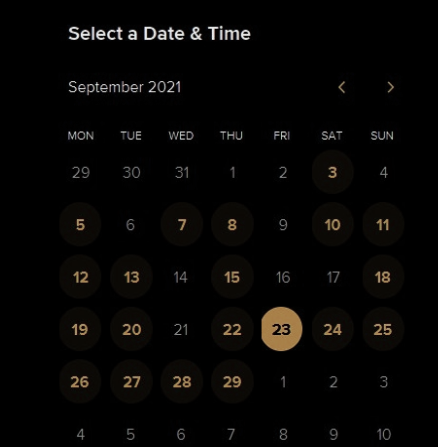 Select a Date & Time
September 2021
MON TUE WED THU FRI SAT SUN
29 30 31 1 2 3 4
5 6 7 8 9 10 11
12 13 14 15 16 17 18
19 20 21 22 23 24 25
26 27 28 29 1 2 3
4 5 6 7 8 9 10